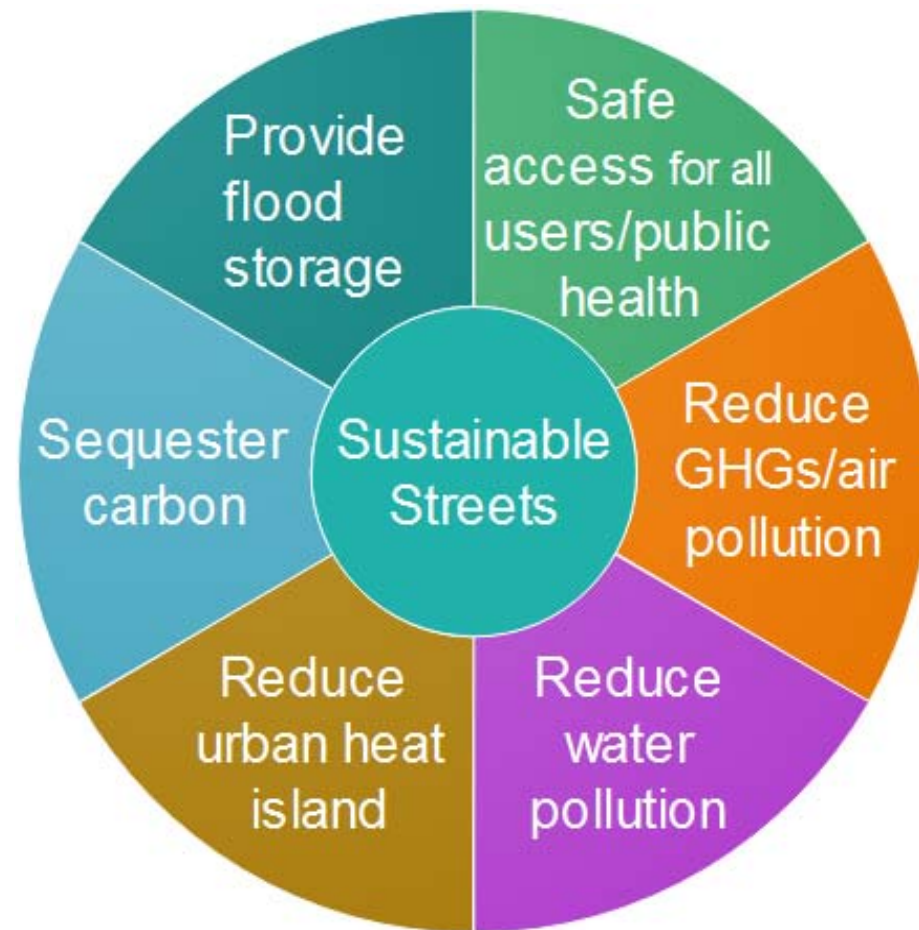 Safe
access for all
users/public
health
Reduce
GHGs/air
pollution
Reduce
water
pollution
Reduce
urban heat
island
Sequester
carbon
Provide
flood
storage
Sustainable
Streets